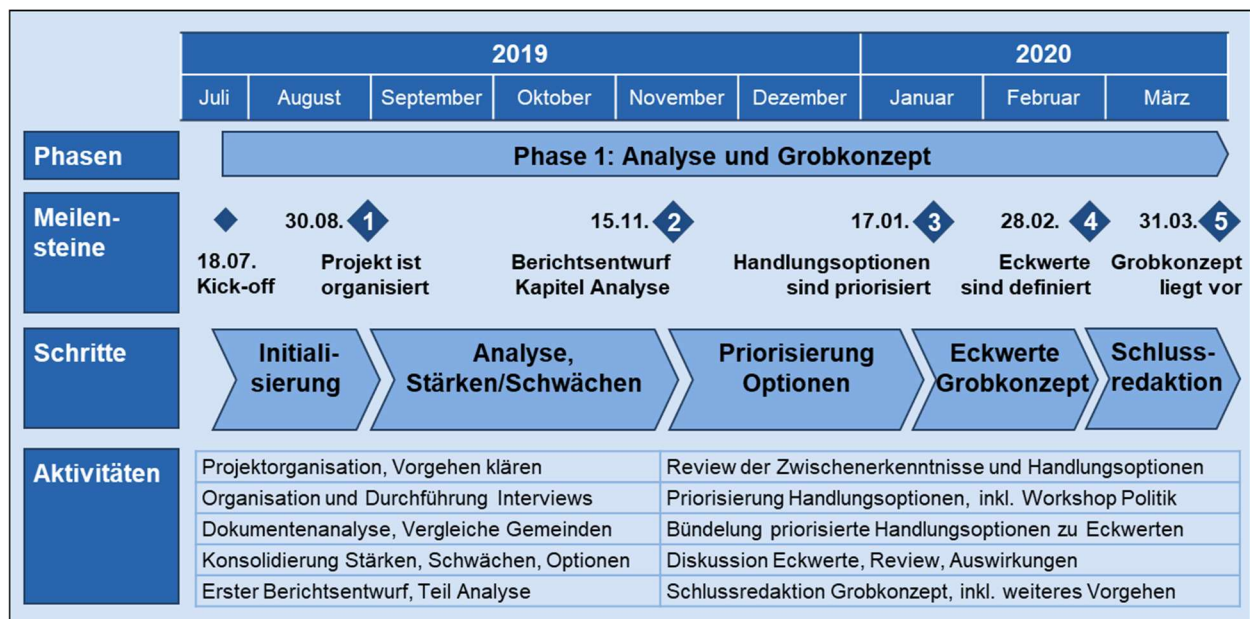 2019
2020
Juli
August
September
Oktober
November
Dezember
Januar
Februar
März
Phasen
Phase 1: Analyse und Grobkonzept
Meilen-
steine
18.07.
Kick-off
30.08.
1
Projekt ist
organisiert
15.11.
2
Berichtsentwurf
Kapitel Analyse
17.01.
3
Handlungsoptionen
sind priorisiert
28.02.
4
Eckwerte
sind definiert
31.03.
5
Grobkonzept
liegt vor
Schritte
Initiali-
sierung
Analyse,
Stärken/Schwächen
Priorisierung
Optionen
Eckwerte
Grobkonzept
Schluss-
redaktion
Aktivitäten
Projektorganisation, Vorgehen klären
Organisation und Durchführung Interviews
Dokumentenanalyse, Vergleiche Gemeinden
Konsolidierung Stärken, Schwächen, Optionen
Erster Berichtsentwurf, Teil Analyse
Review der Zwischenerkenntnisse und Handlungsoptionen
Priorisierung Handlungsoptionen, inkl. Workshop Politik
Bündelung priorisierte Handlungsoptionen zu Eckwerten
Diskussion Eckwerte, Review, Auswirkungen
Schlussredaktion Grobkonzept, inkl. weiteres Vorgehen